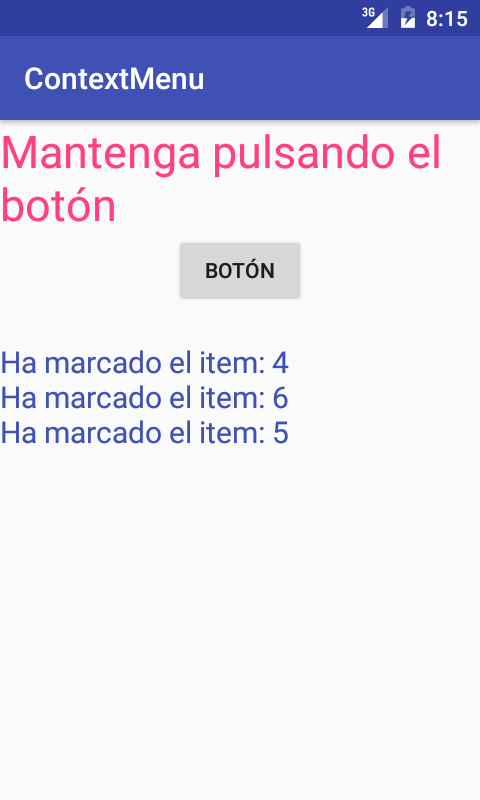 3G 8:15
ContextMenu
Mantenga pulsando el
botón
BOTÓN
Ha marcado el item: 4
Ha marcado el item: 6
Ha marcado el item: 5